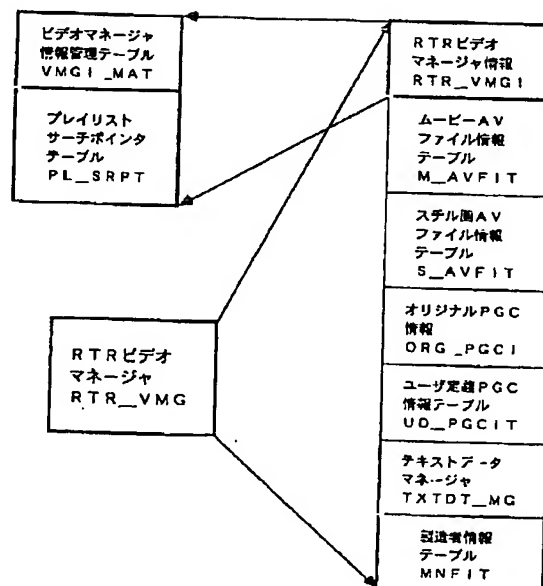 ビデオマネージャ
情報管理テーブル
VMGI_MAT
プレイリスト
サーチポインタ
テーブル
PL_SRPT
RTRビデオ
マネージャ
RTR_VMG
RTRビデオ
マネージャ情報
RTR_VMGI
ムービーAV
ファイル情報
テーブル
M_AVFIT
スチル画AV
ファイル情報
テーブル
S_AVFIT
オリジナルPGC
情報
ORG_PGCI
ユーザ定義PGC
情報テーブル
UD_PGCIT
テキストデータ
マネージャ
TXTDT_MG
製造者情報
テーブル
MNFIT